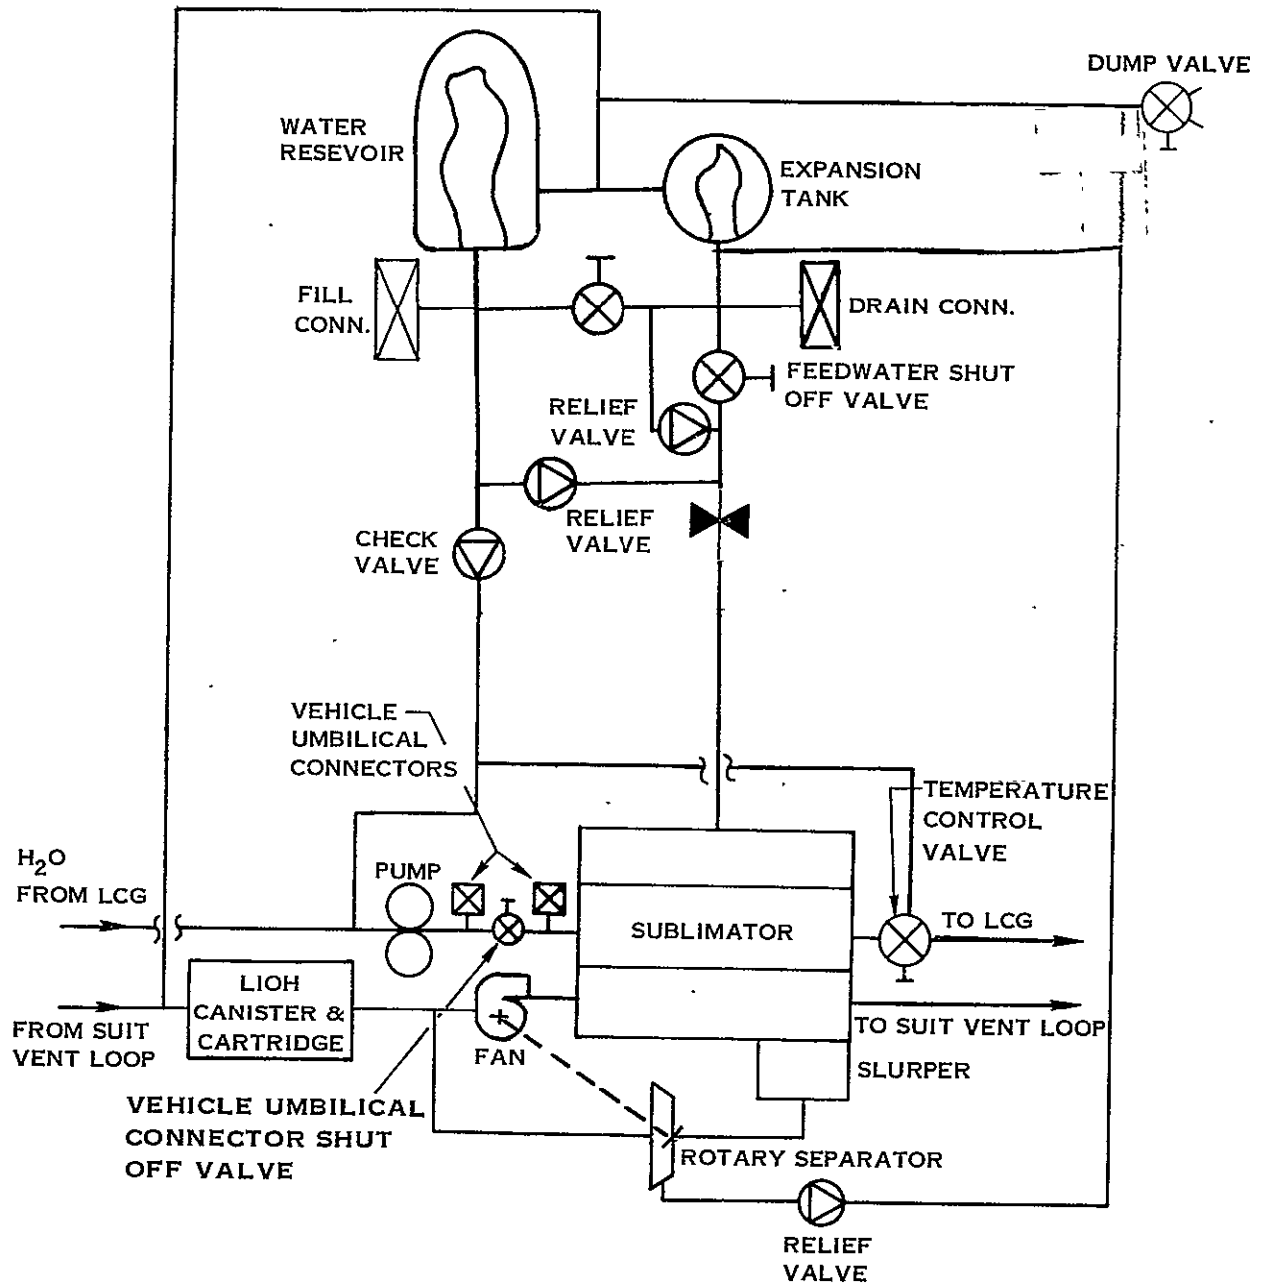 DUMP VALVE
WATER
RESEVOIR
EXPANSION
TANK
FILL
CONN.
DRAIN CONN.
FEEDWATER SHUT
OFF VALVE
RELIEF
VALVE
RELIEF
VALVE
CHECK
VALVE
VEHICLE
UMBILICAL
CONNECTORS
TEMPERATURE
CONTROL
VALVE
H2O
FROM LCG
PUMP
SUBLIMATOR
TO LCG
LIOH
CANISTER &
CARTRIDGE
FROM SUIT
VENT LOOP
FAN
TO SUIT VENT LOOP
SLURPER
VEHICLE UMBILICAL
CONNECTOR SHUT
OFF VALVE
ROTARY SEPARATOR
RELIEF
VALVE